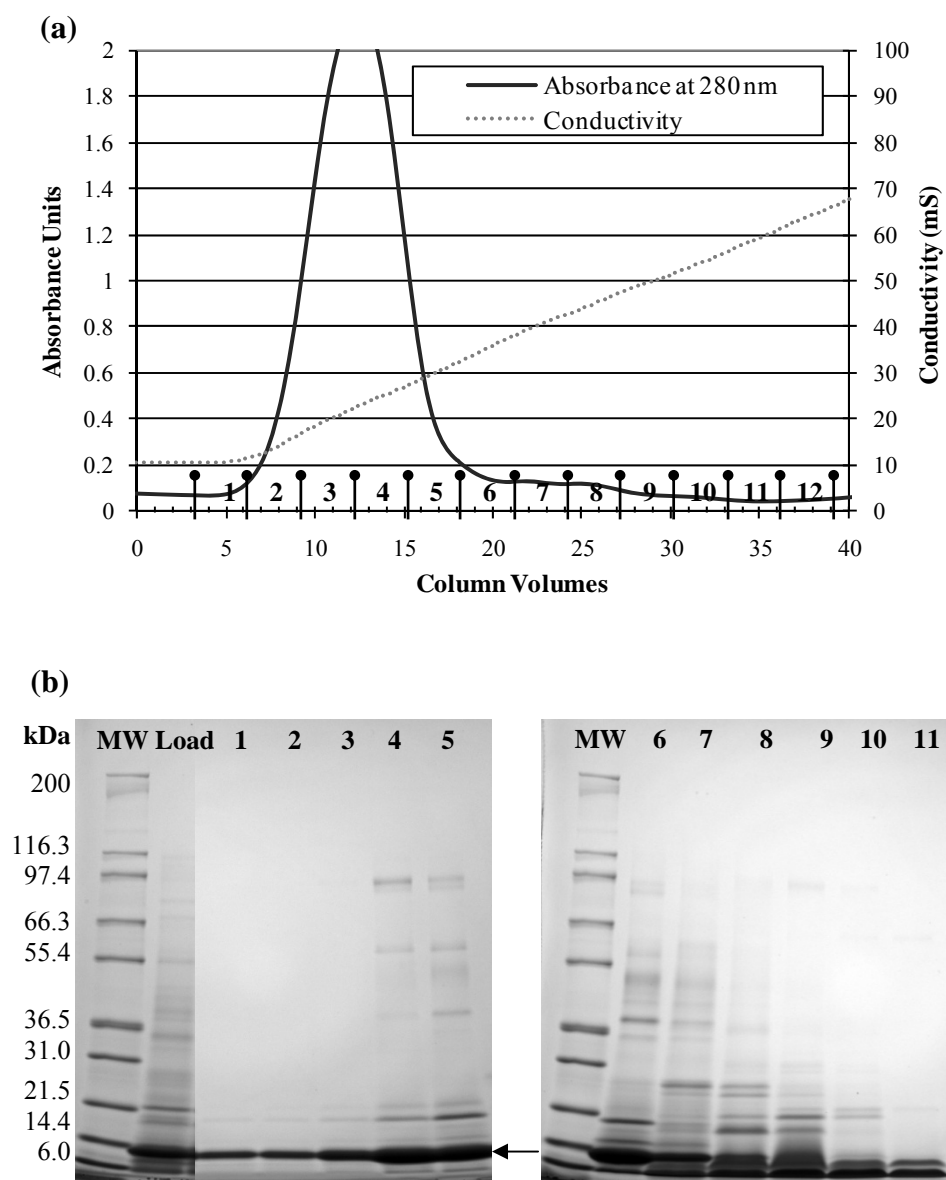 (a)
2 100
1.8 90
1.6 80
1.4 70
1.2 60
1 50
0.8 40
0.6 30
0.4 20
0.2 10
0 0
Absorbance at 280 nm
Conductivity
Absorbance Units
Conductivity (mS)
1 2 3 4 5 6 7 8 9 10 11 12
0 5 10 15 20 25 30 35 40
Column Volumes
(b)
kDa MW Load 1 2 3 4 5 MW 6 7 8 9 10 11
200
116.3
97.4
66.3
55.4
36.5
31.0
21.5
14.4
6.0